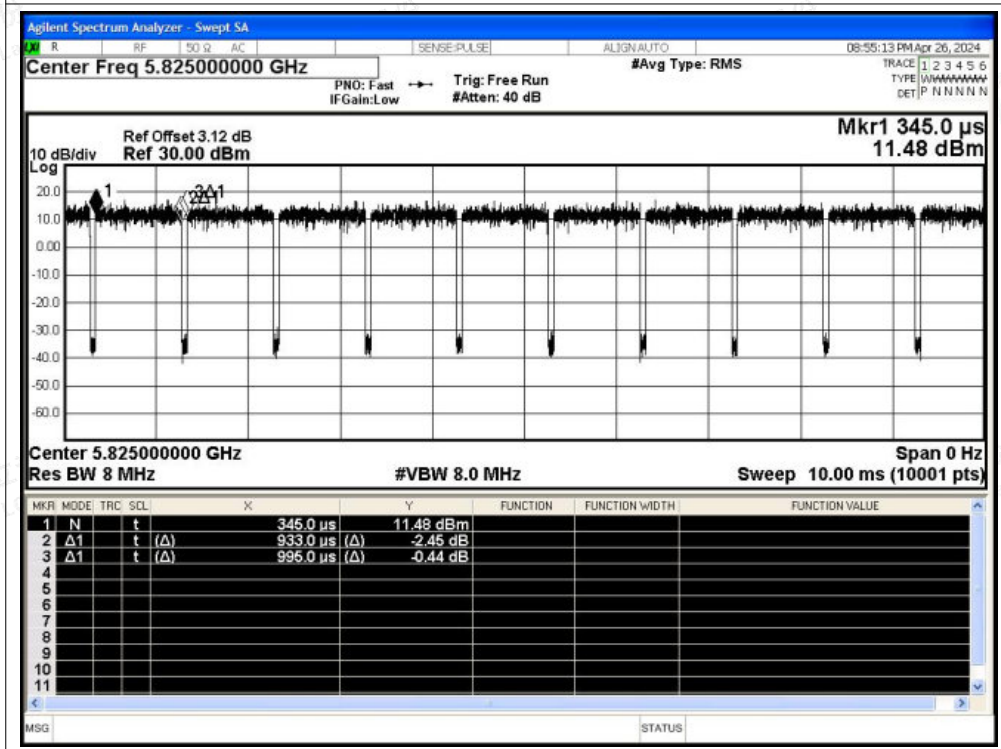 Agilent Spectrum Analyzer - Swept SA
LXI R RF 50 Ω AC SENSE:PULSE ALIGNAUTO 08:55:13 PM Apr 26, 2024
Center Freq 5.825000000 GHz
PNO: Fast
IFGain:Low
Trig: Free Run
#Atten: 40 dB
#Avg Type: RMS
TRACE 1 2 3 4 5 6
TYPE
DET P N N N N N
Mkr1 345.0 µs
11.48 dBm
Ref Offset 3.12 dB
10 dB/div Ref 30.00 dBm
Log
20.0
10.0
0.00
-10.0
-20.0
-30.0
-40.0
-50.0
-60.0
1
2Δ1
3Δ1
Center 5.825000000 GHz Span 0 Hz
Res BW 8 MHz #VBW 8.0 MHz Sweep 10.00 ms (10001 pts)
MKR MODE TRC SCL X Y FUNCTION FUNCTION WIDTH FUNCTION VALUE
1 N t 345.0 µs 11.48 dBm
2 Δ1 t (Δ) 933.0 µs (Δ) -2.45 dB
3 Δ1 t (Δ) 995.0 µs (Δ) -0.44 dB
4
5
6
7
8
9
10
11
MSG STATUS